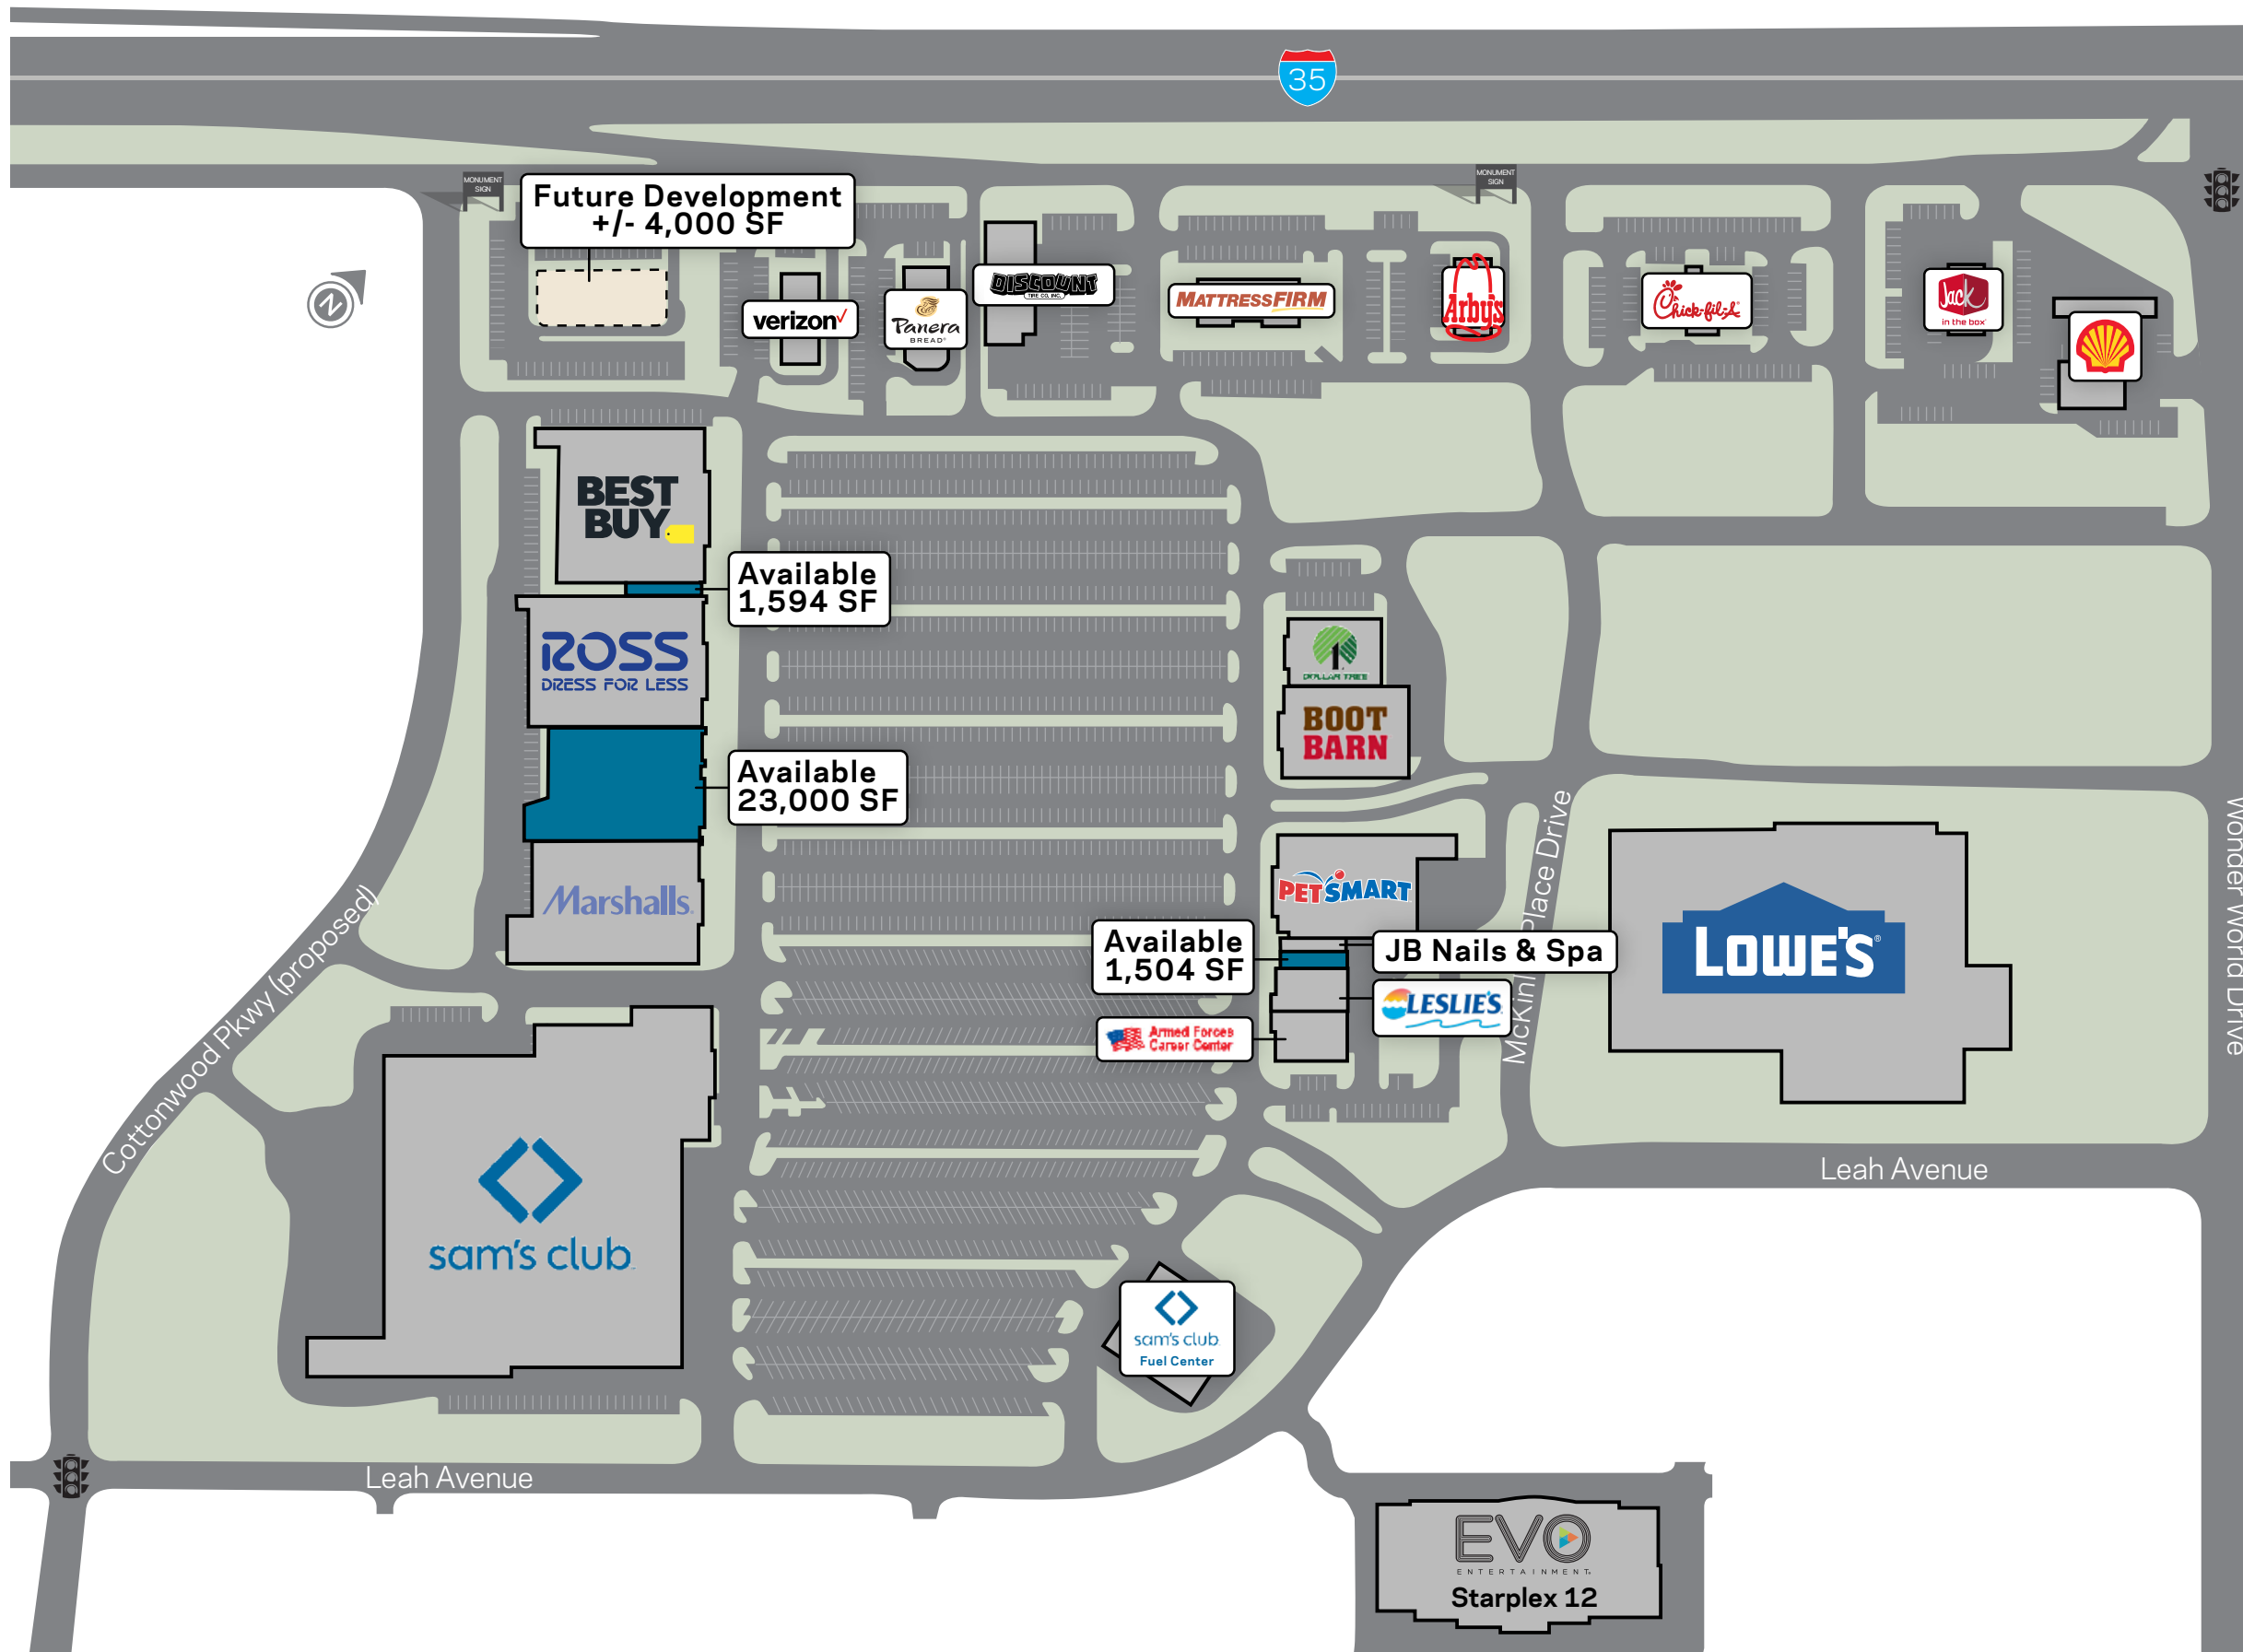 35
MONUMENT
SIGN
Future Development
+/- 4,000 SF
MONUMENT
SIGN
N
verizon
Panera
BREAD®
DISCOUNT
TIRE CO., INC.
MATTRESSFIRM
Arby's
Chick-fil-A®
Jack
in the box®
BEST
BUY
Available
1,594 SF
ROSS
DRESS FOR LESS
DOLLAR TREE
BOOT
BARN
Available
23,000 SF
Marshalls.
PETSMART
McKinl Place Drive
Wonder World Drive
LOWE'S®
Available
1,504 SF
JB Nails & Spa
LESLIE'S
Armed Forces
Career Center
Cottonwood Pkwy (proposed)
Leah Avenue
sam's club
sam's club
Fuel Center
Leah Avenue
EVO
ENTERTAINMENT
Starplex 12